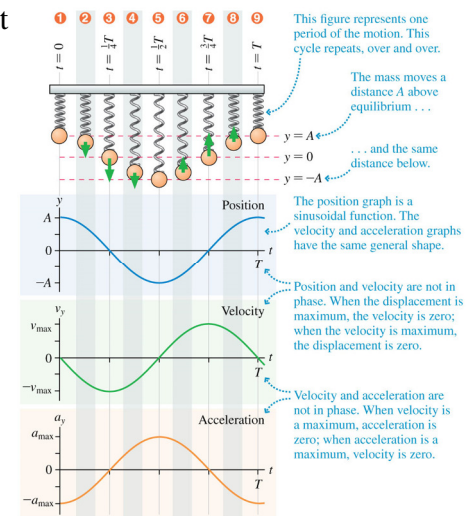 t
1 2 3 4 5 6 7 8 9
t = 0
t = 1/4 T
t = 1/2 T
t = 3/4 T
t = T
This figure represents one
period of the motion. This
cycle repeats, over and over.
The mass moves a
distance A above
equilibrium . . .
y = A
y = 0
y = −A
. . . and the same
distance below.
y
Position
A
0
−A
t
T
The position graph is a
sinusoidal function. The
velocity and acceleration graphs
have the same general shape.
Position and velocity are not in
phase. When the displacement is
maximum, the velocity is zero;
when the velocity is maximum,
the displacement is zero.
vy
Velocity
vmax
0
−vmax
t
T
Velocity and acceleration are
not in phase. When velocity is
a maximum, acceleration is
zero; when acceleration is a
maximum, velocity is zero.
ay
Acceleration
amax
0
−amax
t
T